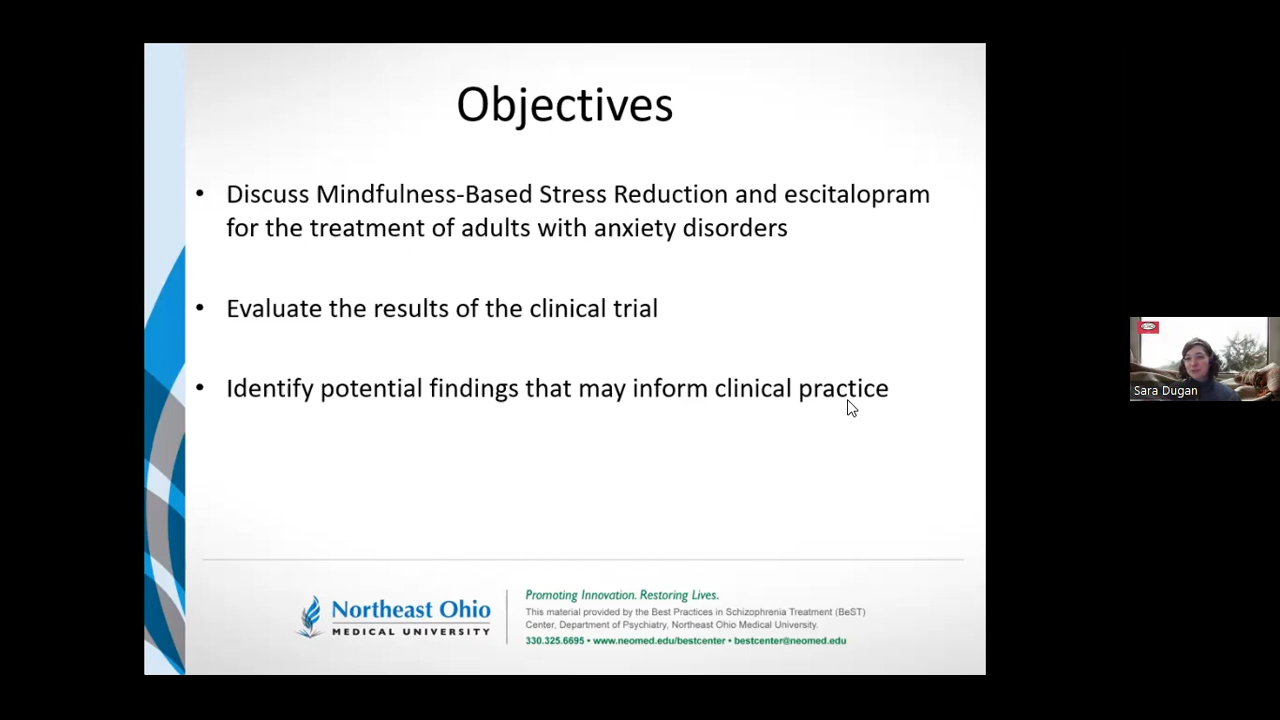 Objectives
• Discuss Mindfulness-Based Stress Reduction and escitalopram
for the treatment of adults with anxiety disorders
• Evaluate the results of the clinical trial
• Identify potential findings that may inform clinical practice
Northeast Ohio
MEDICAL UNIVERSITY
Promoting Innovation. Restoring Lives.
This material provided by the Best Practices in Schizophrenia Treatment (BeST)
Center, Department of Psychiatry, Northeast Ohio Medical University.
330.325.6695 • www.neomed.edu/bestcenter • bestcenter@neomed.edu
Sara Dugan